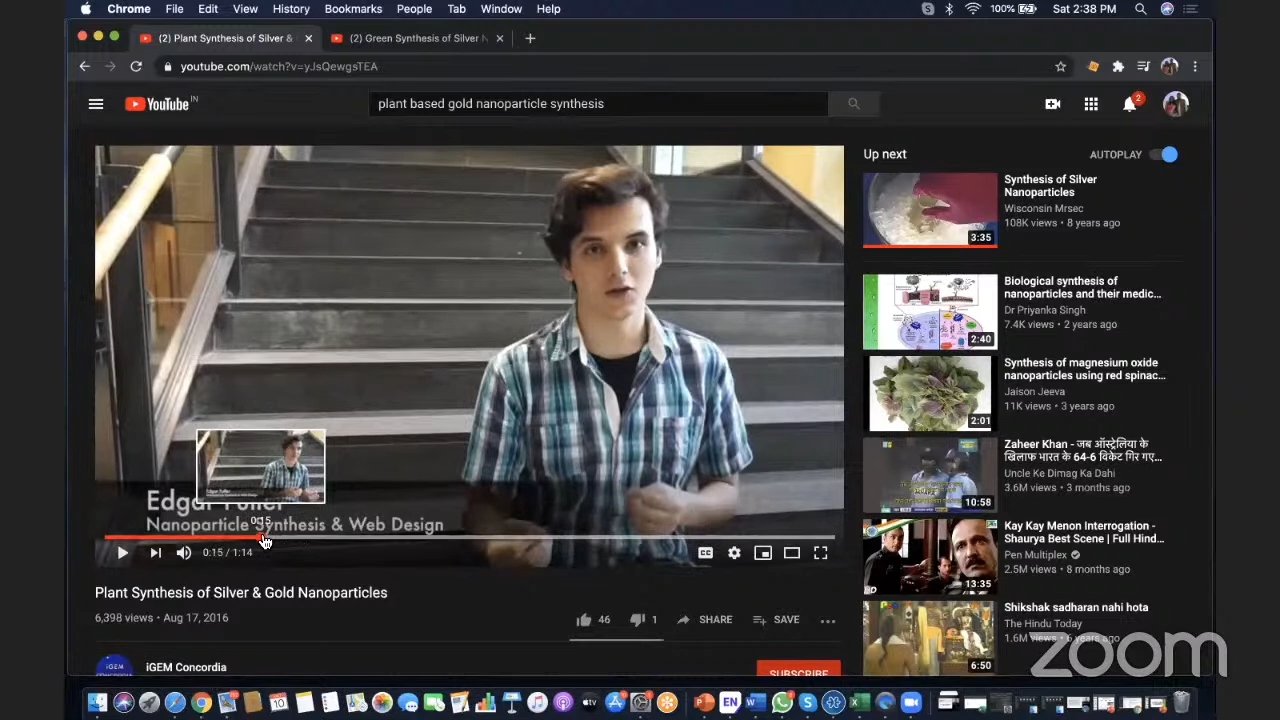 Chrome File Edit View History Bookmarks People Tab Window Help
100% Sat 2:38 PM
(2) Plant Synthesis of Silver &
(2) Green Synthesis of Silver
youtube.com/watch?v=yJsQewgsTEA
YouTube IN
plant based gold nanoparticle synthesis
2
Up next
AUTOPLAY
Synthesis of Silver
Nanoparticles
Wisconsin Mrsec
108K views • 8 years ago
3:35
Biological synthesis of
nanoparticles and their medic...
Dr Priyanka Singh
7.4K views • 2 years ago
2:40
Synthesis of magnesium oxide
nanoparticles using red spinac...
Jaison Jeeva
11K views • 3 years ago
2:01
Zaheer Khan - जब ऑस्ट्रेलिया के
खिलाफ भारत के 64-6 विकेट गिर गए...
Uncle Ke Dimag Ka Dahi
3.6M views • 3 months ago
10:58
Kay Kay Menon Interrogation -
Shaurya Best Scene | Full Hind...
Pen Multiplex
2.5M views • 8 months ago
13:35
Shikshak sadharan nahi hota
The Hindu Today
1.6M views • 6 years ago
6:50
Nanoparticle Synthesis & Web Design
0:15
0:15 / 1:14
CC
Plant Synthesis of Silver & Gold Nanoparticles
6,398 views • Aug 17, 2016
46 1 SHARE SAVE
iGEM Concordia
SUBSCRIBE
zoom